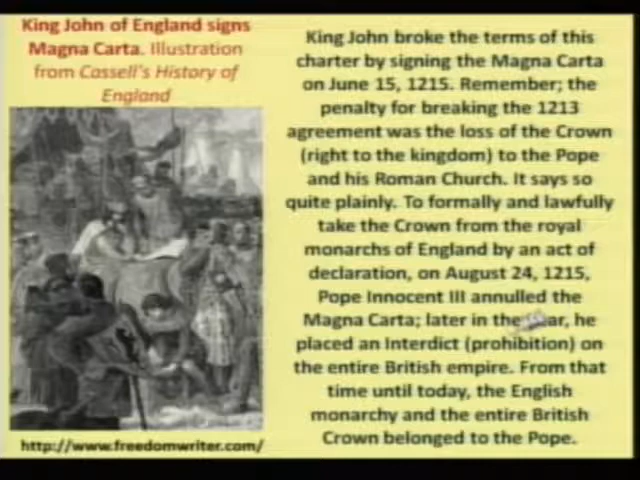 King John of England signs
Magna Carta. Illustration
from Cassell's History of
England
King John broke the terms of this
charter by signing the Magna Carta
on June 15, 1215. Remember; the
penalty for breaking the 1213
agreement was the loss of the Crown
(right to the kingdom) to the Pope
and his Roman Church. It says so
quite plainly. To formally and lawfully
take the Crown from the royal
monarchs of England by an act of
declaration, on August 24, 1215,
Pope Innocent III annulled the
Magna Carta; later in the he
placed an Interdict (prohibition) on
the entire British empire. From that
time until today, the English
monarchy and the entire British
Crown belonged to the Pope.
http://www.freedomwriter.com/